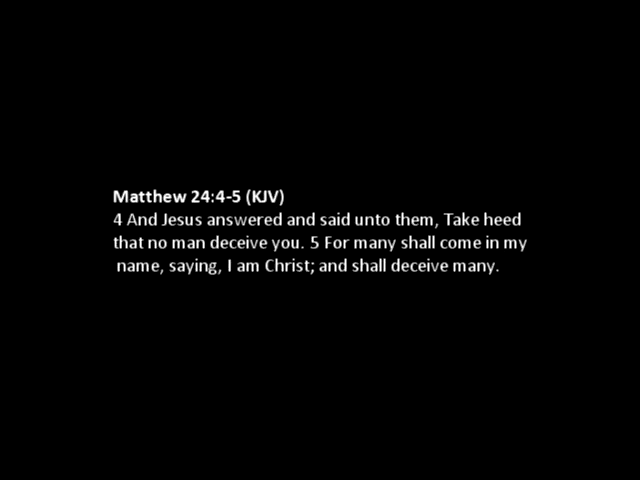 Matthew 24:4-5 (KJV)
4 And Jesus answered and said unto them, Take heed
that no man deceive you. 5 For many shall come in my
name, saying, I am Christ; and shall deceive many.